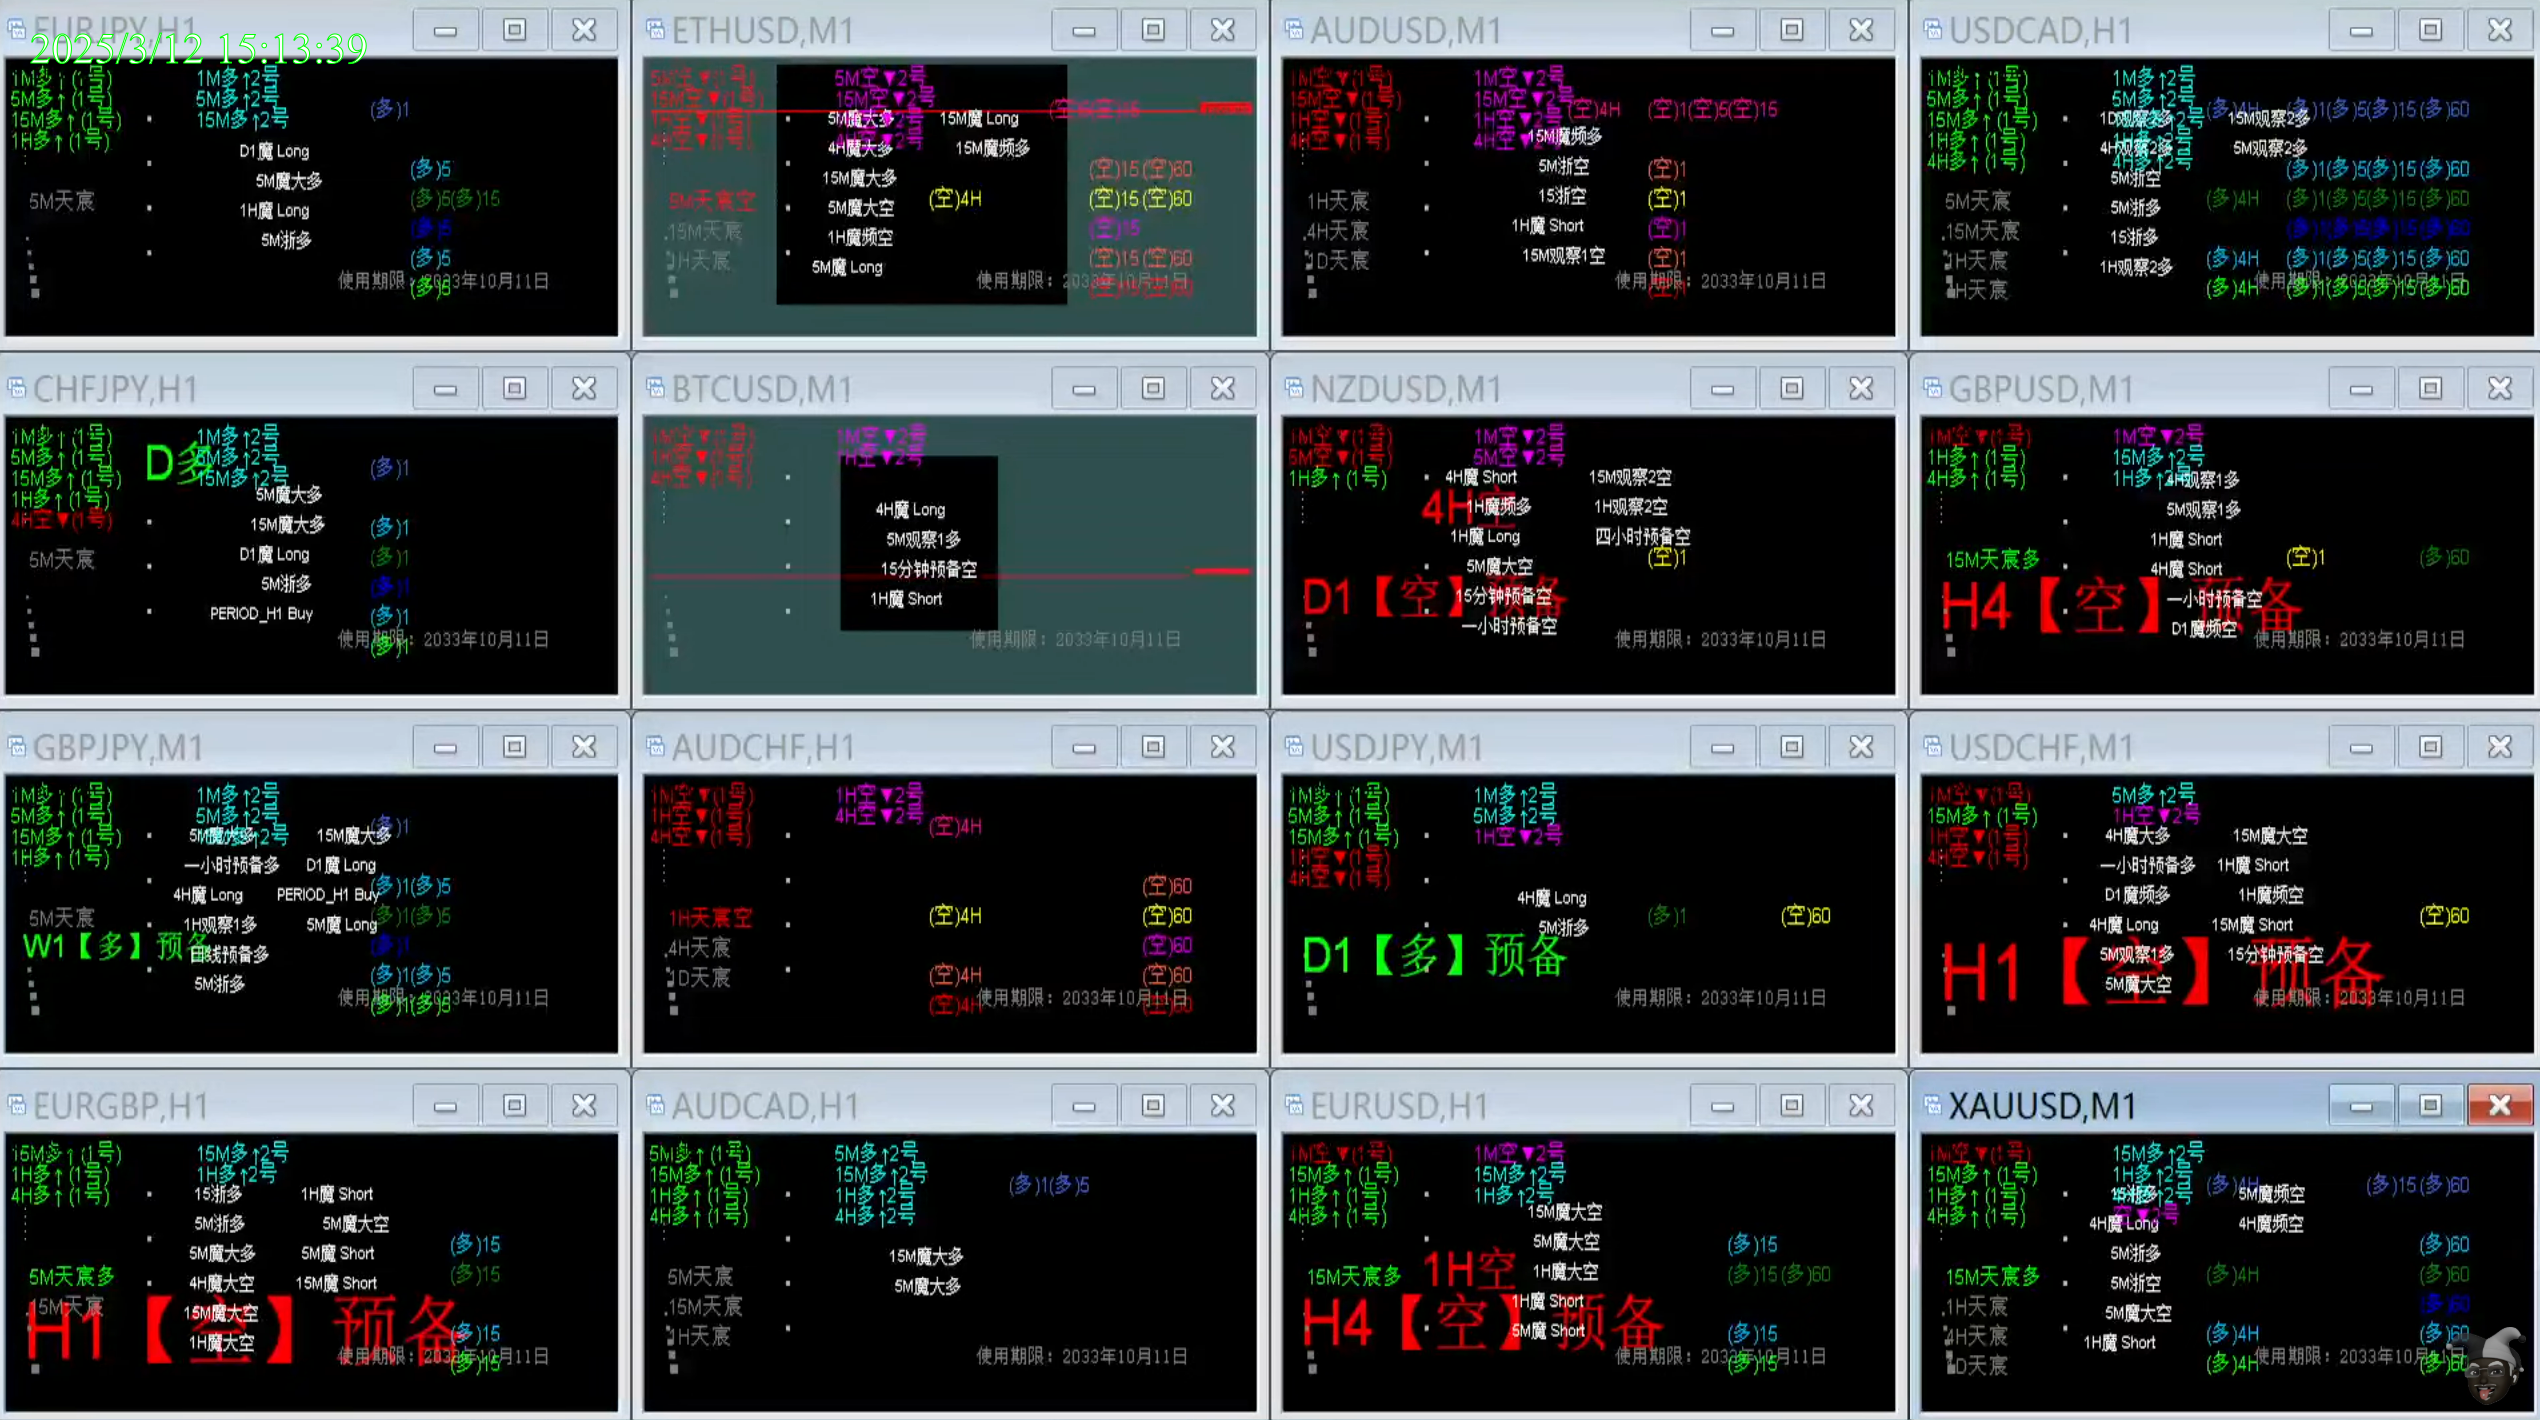 EURJPY,H1
2025/3/12 15:13:39
1M多↑(1号) 1M多↑2号
5M多↑(1号) 5M多↑2号 (多)1
15M多↑(1号) 15M多↑2号
1H多↑(1号)
D1魔 Long
5M魔大多 (多)5
5M天宸 1H魔 Long (多)5(多)15
5M浙多 (多)5
(多)5
使用期限：2033年10月11日
(多)5
ETHUSD,M1
5M空▼(1号) 5M空▼2号
15M空▼(1号) 15M空▼2号
1H空▼(1号) 5M魔大多 15M魔 Long
4H空▼(1号) 4H魔大多 15M魔频多
15M魔大多 (空)15(空)60
5M天宸空 5M魔大空 (空)4H (空)15(空)60
.15M天宸 1H魔频空 (空)15
1H天宸 5M魔 Long (空)15(空)60
使用期限：2033年10月11日
AUDUSD,M1
1M空▼(1号) 1M空▼2号
15M空▼(1号) 15M空▼2号 (空)4H (空)1(空)5(空)15
1H空▼(1号) 15M魔频多
4H空▼(1号) 4H空▼2号
5M浙空 (空)1
1H天宸 15浙空 (空)1
.4H天宸 1H魔 Short (空)1
1D天宸 15M观察1空 (空)1
使用期限：2033年10月11日
USDCAD,H1
1M多↑(1号) 1M多↑2号
5M多↑(1号) 5M多↑2号 (多)4H (多)1(多)5(多)15(多)60
15M多↑(1号) 1D观察2多 15M观察2多
1H多↑(1号) 4H观察2多 5M观察2多
4H多↑(1号) 4H多↑2号 (多)1(多)5(多)15(多)60
5M浙空
5M天宸 5M浙多 (多)4H (多)1(多)5(多)15(多)60
.15M天宸 15浙多
1H天宸 1H观察2多 (多)4H (多)1(多)5(多)15(多)60
4H天宸 (多)4H (多)1(多)5(多)15(多)60
使用期限：2033年10月11日
CHFJPY,H1
1M多↑(1号) 1M多↑2号
5M多↑(1号) D多 5M多↑2号 (多)1
15M多↑(1号) 15M多↑2号
1H多↑(1号) 5M魔大多
4H空▼(1号) 15M魔大多 (多)1
5M天宸 D1魔 Long (多)1
5M浙多 (多)1
PERIOD_H1 Buy (多)1
使用期限：2033年10月11日
(多)1
BTCUSD,M1
1M空▼(1号) 1M空▼2号
1H空▼(1号) 1H空▼2号
4H空▼(1号)
4H魔 Long
5M观察1多
15分钟预备空
1H魔 Short
使用期限：2033年10月11日
NZDUSD,M1
1M空▼(1号) 1M空▼2号
5M空▼(1号) 5M空▼2号
1H多↑(1号) 4H魔 Short 15M观察2空
4H空 1H魔频多 1H观察2空
1H魔 Long 四小时预备空
5M魔大空 (空)1
D1【空】预备 15分钟预备空
一小时预备空
使用期限：2033年10月11日
GBPUSD,M1
1M空▼(1号) 1M空▼2号
1H多↑(1号) 15M多↑2号
4H多↑(1号) 1H多↑2号 4H观察1多
5M观察1多
1H魔 Short
15M天宸多 4H魔 Short (空)1 (多)60
H4【空】预备 一小时预备空
D1魔频空
使用期限：2033年10月11日
GBPJPY,M1
1M多↑(1号) 1M多↑2号
5M多↑(1号) 5M多↑2号 (多)1
15M多↑(1号) 5M魔大多 15M魔大多
1H多↑(1号) 一小时预备多 D1魔 Long
4H魔 Long PERIOD_H1 Buy (多)1(多)5
5M天宸 1H观察1多 5M魔 Long (多)1(多)5
W1【多】预备 日线预备多 (多)1
5M浙多 (多)1(多)5
使用期限：2033年10月11日
(多)1(多)5
AUDCHF,H1
1M空▼(1号) 1H空▼2号
1H空▼(1号) 4H空▼2号
4H空▼(1号) (空)4H
(空)60
1H天宸空 (空)4H (空)60
.4H天宸 (空)60
1D天宸 (空)4H (空)60
(空)4H (空)60
使用期限：2033年10月11日
USDJPY,M1
1M多↑(1号) 1M多↑2号
5M多↑(1号) 5M多↑2号
15M多↑(1号) 1H空▼2号
1H空▼(1号)
4H空▼(1号)
4H魔 Long
5M浙多 (多)1 (空)60
D1【多】预备
使用期限：2033年10月11日
USDCHF,M1
1M空▼(1号) 5M多↑2号
15M多↑(1号) 1H空▼2号
1H空▼(1号) 4H魔大多 15M魔大空
4H空▼(1号) 一小时预备多 1H魔 Short
D1魔频多 1H魔频空
4H魔 Long 15M魔 Short (空)60
H1【空】预备 5M观察1多 15分钟预备空
5M魔大空
使用期限：2033年10月11日
EURGBP,H1
15M多↑(1号) 15M多↑2号
1H多↑(1号) 1H多↑2号
4H多↑(1号) 15浙多 1H魔 Short
5M浙多 5M魔大空
5M魔大多 5M魔 Short (多)15
5M天宸多 4H魔大空 15M魔 Short (多)15
.15M天宸 15M魔大空
H1【空】预备 1H魔大空 (多)15
使用期限：2033年10月11日
(多)15
AUDCAD,H1
5M多↑(1号) 5M多↑2号
15M多↑(1号) 15M多↑2号 (多)1(多)5
1H多↑(1号) 1H多↑2号
4H多↑(1号) 4H多↑2号
15M魔大多
5M天宸 5M魔大多
.15M天宸
1H天宸
使用期限：2033年10月11日
EURUSD,H1
1M空▼(1号) 1M空▼2号
15M多↑(1号) 15M多↑2号
1H多↑(1号) 1H多↑2号
4H多↑(1号) 15M魔大空
5M魔大空 (多)15
15M天宸多 1H空 1H魔大空 (多)15(多)60
1H魔 Short
H4【空】预备 5M魔 Short (多)15
使用期限：2033年10月11日
(多)15
XAUUSD,M1
1M空▼(1号) 15M多↑2号
15M多↑(1号) 1H多↑2号 (多)4H (多)15(多)60
1H多↑(1号) 15浙多 5M魔频空
4H多↑(1号) 4H魔 Long 4H魔频空
5M浙多 (多)60
15M天宸多 5M浙空 (多)4H (多)60
.1H天宸 5M魔大空 (多)60
4H天宸 1H魔 Short (多)4H (多)60
1D天宸 (多)4H (多)60
使用期限：2033年10月11日